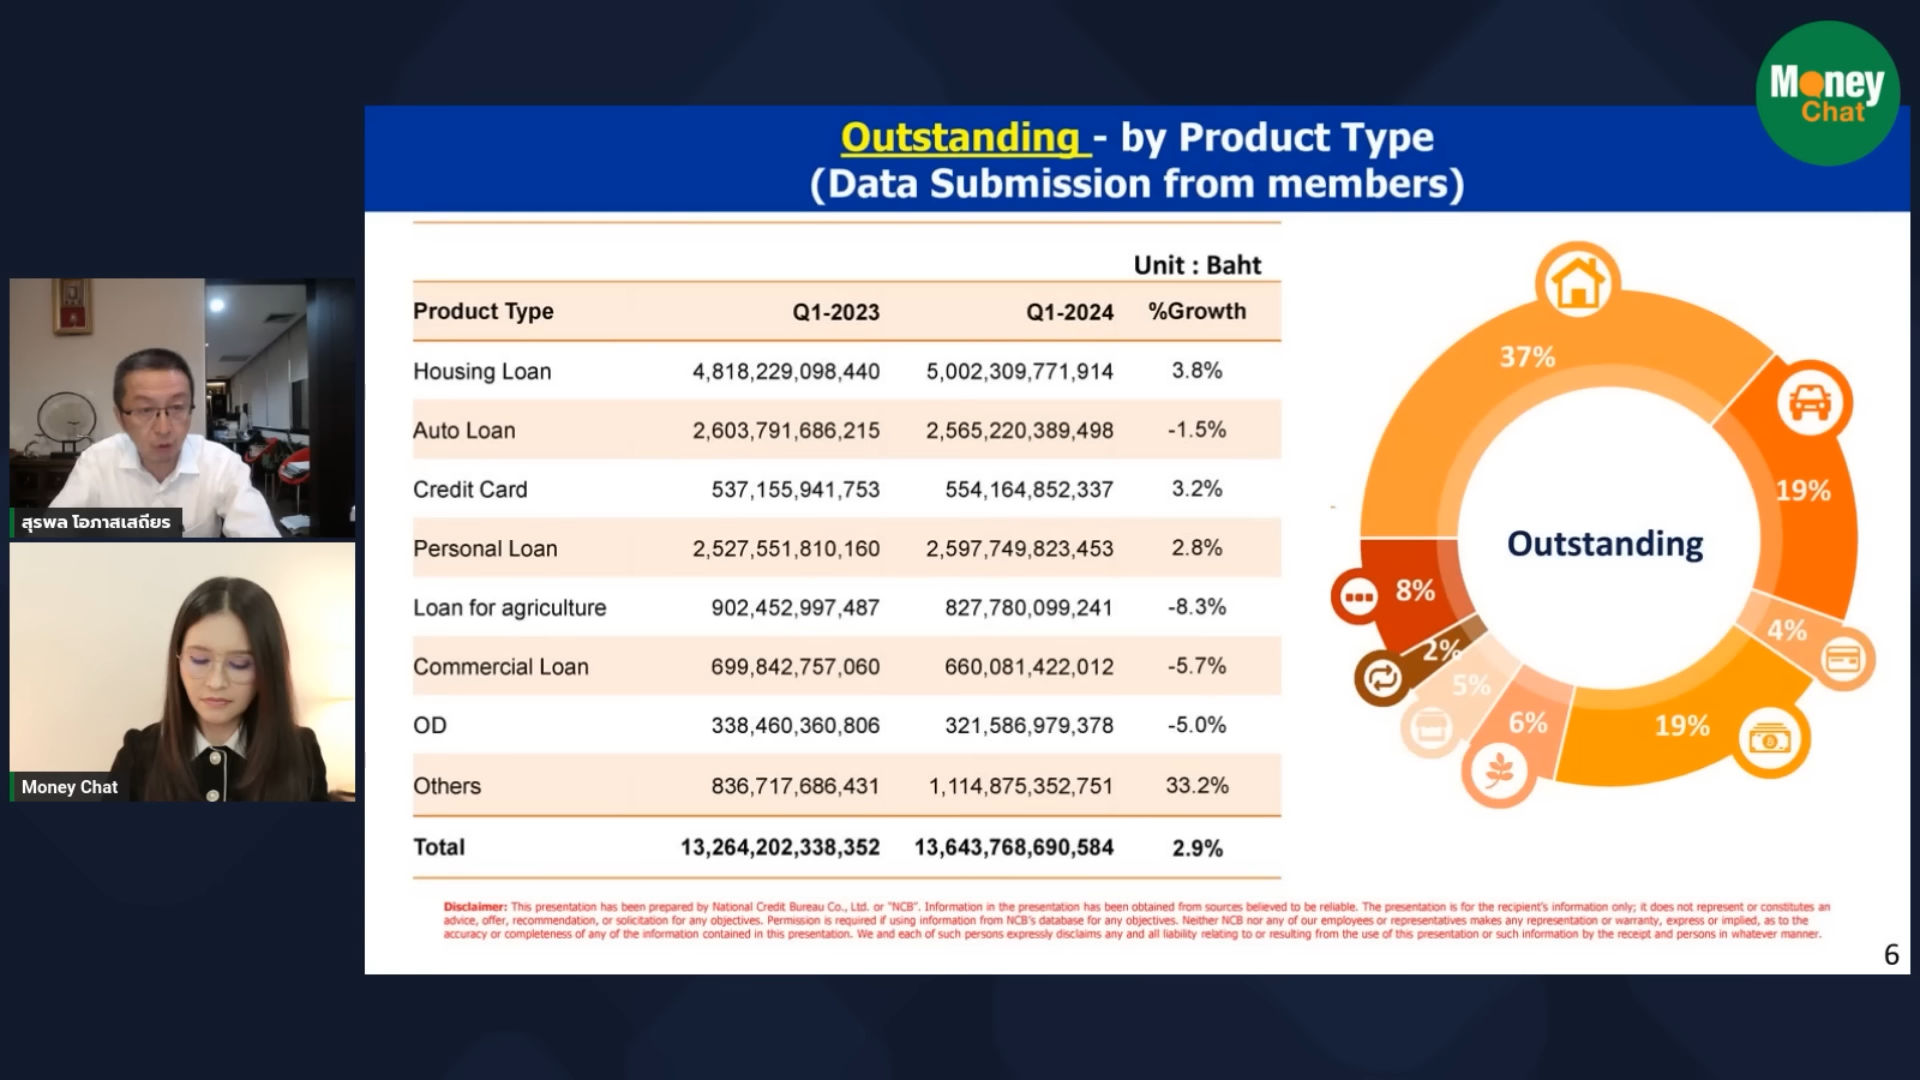 Money
Chat
Outstanding - by Product Type
(Data Submission from members)
Unit : Baht
Product Type Q1-2023 Q1-2024 %Growth
Housing Loan 4,818,229,098,440 5,002,309,771,914 3.8%
Auto Loan 2,603,791,686,215 2,565,220,389,498 -1.5%
Credit Card 537,155,941,753 554,164,852,337 3.2%
Personal Loan 2,527,551,810,160 2,597,749,823,453 2.8%
Loan for agriculture 902,452,997,487 827,780,099,241 -8.3%
Commercial Loan 699,842,757,060 660,081,422,012 -5.7%
OD 338,460,360,806 321,586,979,378 -5.0%
Others 836,717,686,431 1,114,875,352,751 33.2%
Total 13,264,202,338,352 13,643,768,690,584 2.9%
37%
19%
4%
19%
6%
5%
2%
8%
Outstanding
Disclaimer: This presentation has been prepared by National Credit Bureau Co., Ltd. or "NCB". Information in the presentation has been obtained from sources believed to be reliable. The presentation is for the recipient's information only; it does not represent or constitutes an
advice, offer, recommendation, or solicitation for any objectives. Permission is required if using information from NCB's database for any objectives. Neither NCB nor any of our employees or representatives makes any representation or warranty, express or implied, as to the
accuracy or completeness of any of the information contained in this presentation. We and each of such persons expressly disclaims any and all liability relating to or resulting from the use of this presentation or such information by the receipt and persons in whatever manner.
6
สุรพล โอภาสเสถียร
Money Chat